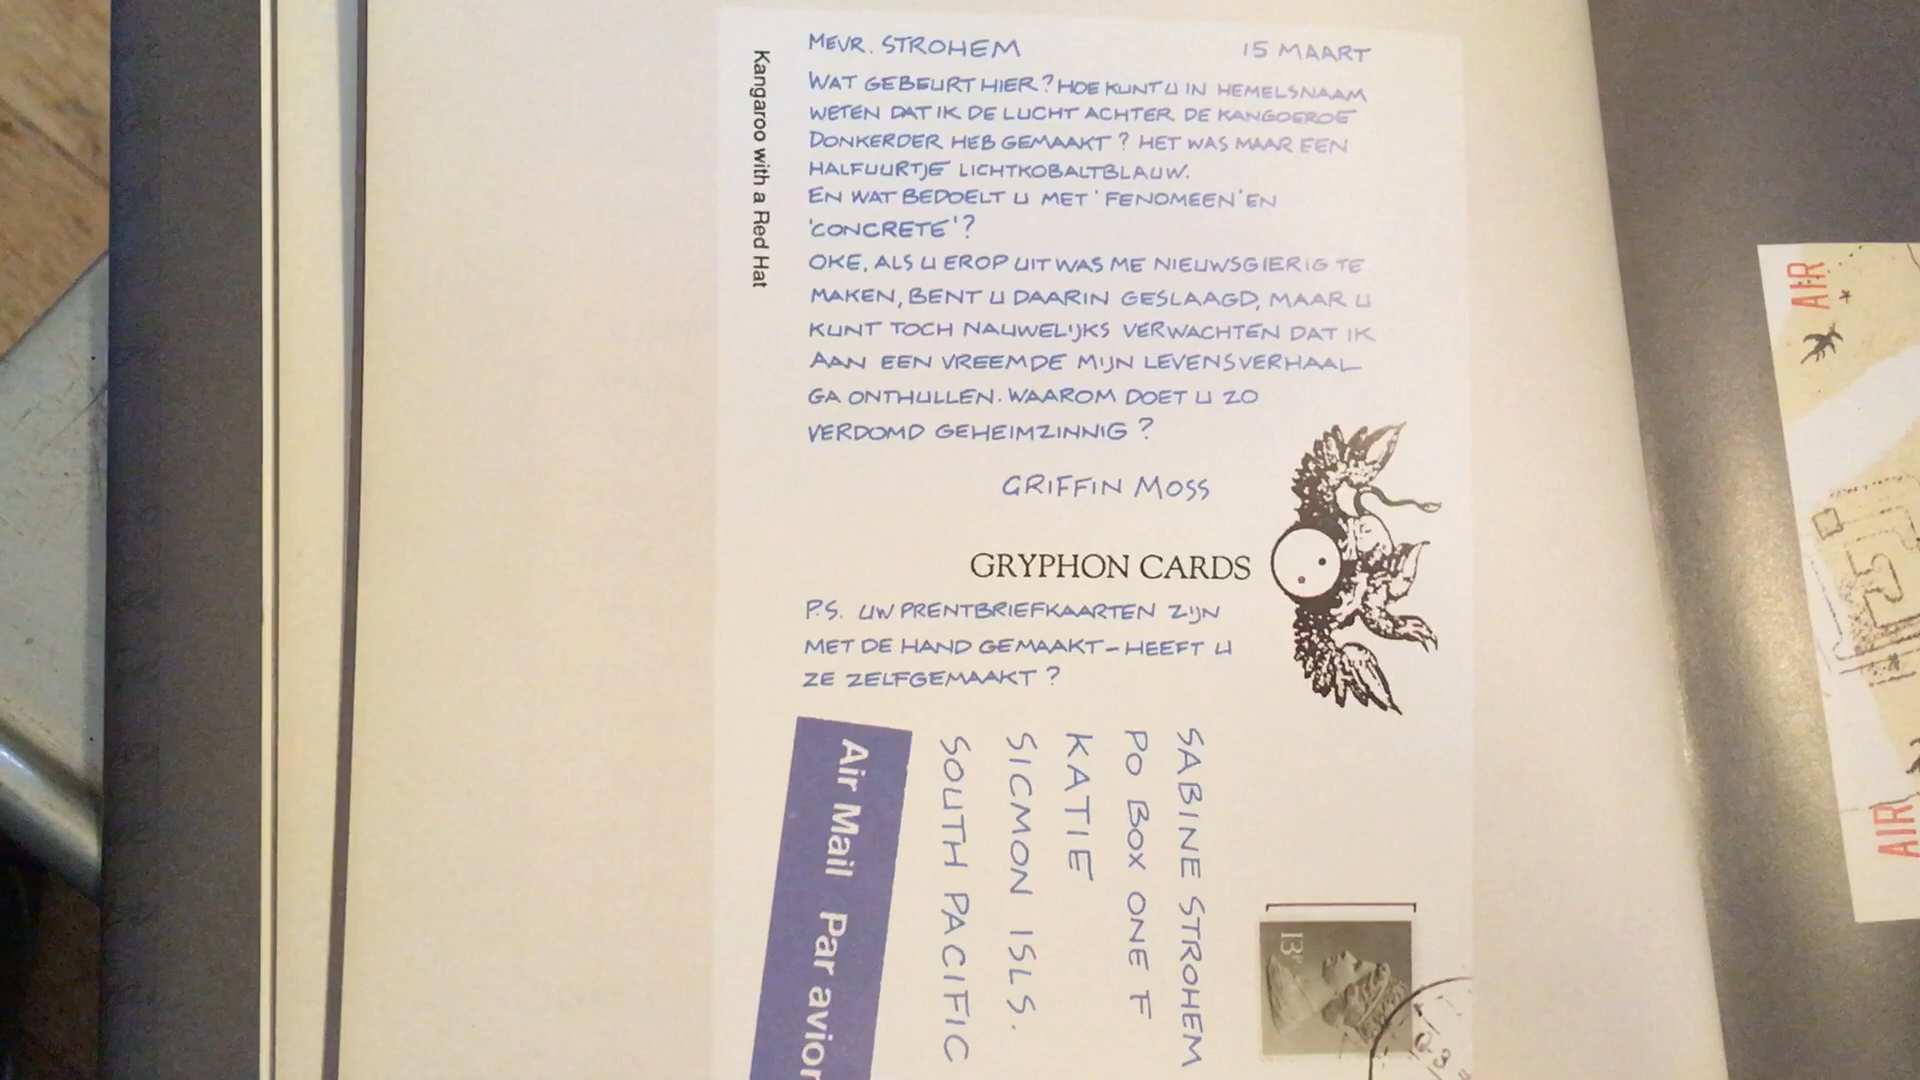 Kangaroo with a Red Hat
MEVR. STROHEM 15 MAART
WAT GEBEURT HIER? HOE KUNT U IN HEMELSNAAM
WETEN DAT IK DE LUCHT ACHTER DE KANGOEROE
DONKERDER HEB GEMAAKT? HET WAS MAAR EEN
HALFUURTJE LICHTKOBALTBLAUW.
EN WAT BEDOELT U MET 'FENOMEEN' EN
'CONCRETE'?
OKE, ALS U EROP UIT WAS ME NIEUWSGIERIG TE
MAKEN, BENT U DAARIN GESLAAGD, MAAR U
KUNT TOCH NAUWELIJKS VERWACHTEN DAT IK
AAN EEN VREEMDE MIJN LEVENSVERHAAL
GA ONTHULLEN. WAAROM DOET U ZO
VERDOMD GEHEIMZINNIG?
GRIFFIN MOSS
GRYPHON CARDS
P.S. UW PRENTBRIEFKAARTEN ZIJN
MET DE HAND GEMAAKT – HEEFT U
ZE ZELFGEMAAKT?
SABINE STROHEM
PO BOX ONE F
KATIE
SICMON ISLS.
SOUTH PACIFIC
Air Mail Par avion
13P
AIR
AIR